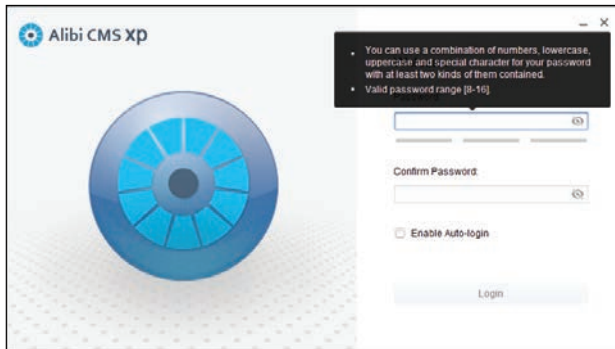 Alibi CMS xp
• You can use a combination of numbers, lowercase,
uppercase and special character for your password
with at least two kinds of them contained.
• Valid password range [8-16].
Confirm Password:
Enable Auto-login
Login